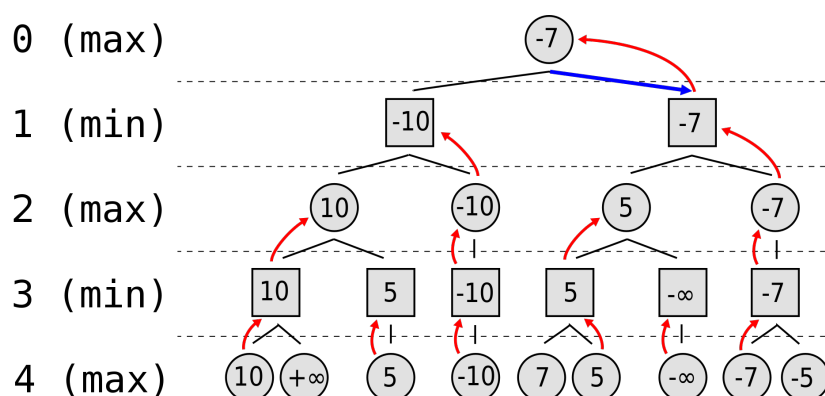 0 (max) -7
1 (min) -10 -7
2 (max) 10 -10 5 -7
3 (min) 10 5 -10 5 -∞ -7
4 (max) 10 +∞ 5 -10 7 5 -∞ -7 -5